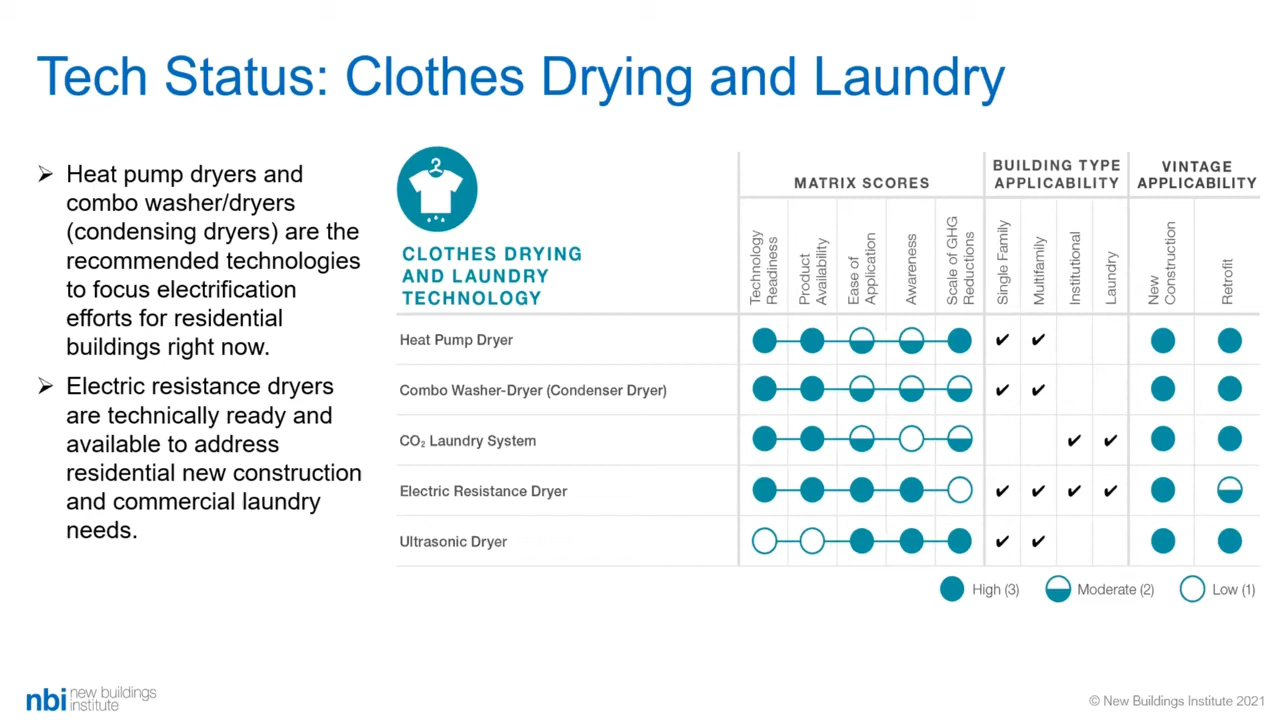 Tech Status: Clothes Drying and Laundry
➢ Heat pump dryers and
combo washer/dryers
(condensing dryers) are the
recommended technologies
to focus electrification
efforts for residential
buildings right now.
➢ Electric resistance dryers
are technically ready and
available to address
residential new construction
and commercial laundry
needs.
CLOTHES DRYING
AND LAUNDRY
TECHNOLOGY
MATRIX SCORES
BUILDING TYPE
APPLICABILITY
VINTAGE
APPLICABILITY
Technology
Readiness
Product
Availability
Ease of
Application
Awareness
Scale of GHG
Reductions
Single Family
Multifamily
Institutional
Laundry
New
Construction
Retrofit
Heat Pump Dryer ✔ ✔
Combo Washer-Dryer (Condenser Dryer) ✔ ✔
CO₂ Laundry System ✔ ✔
Electric Resistance Dryer ✔ ✔ ✔ ✔
Ultrasonic Dryer ✔ ✔
High (3) Moderate (2) Low (1)
nbi new buildings
institute
© New Buildings Institute 2021